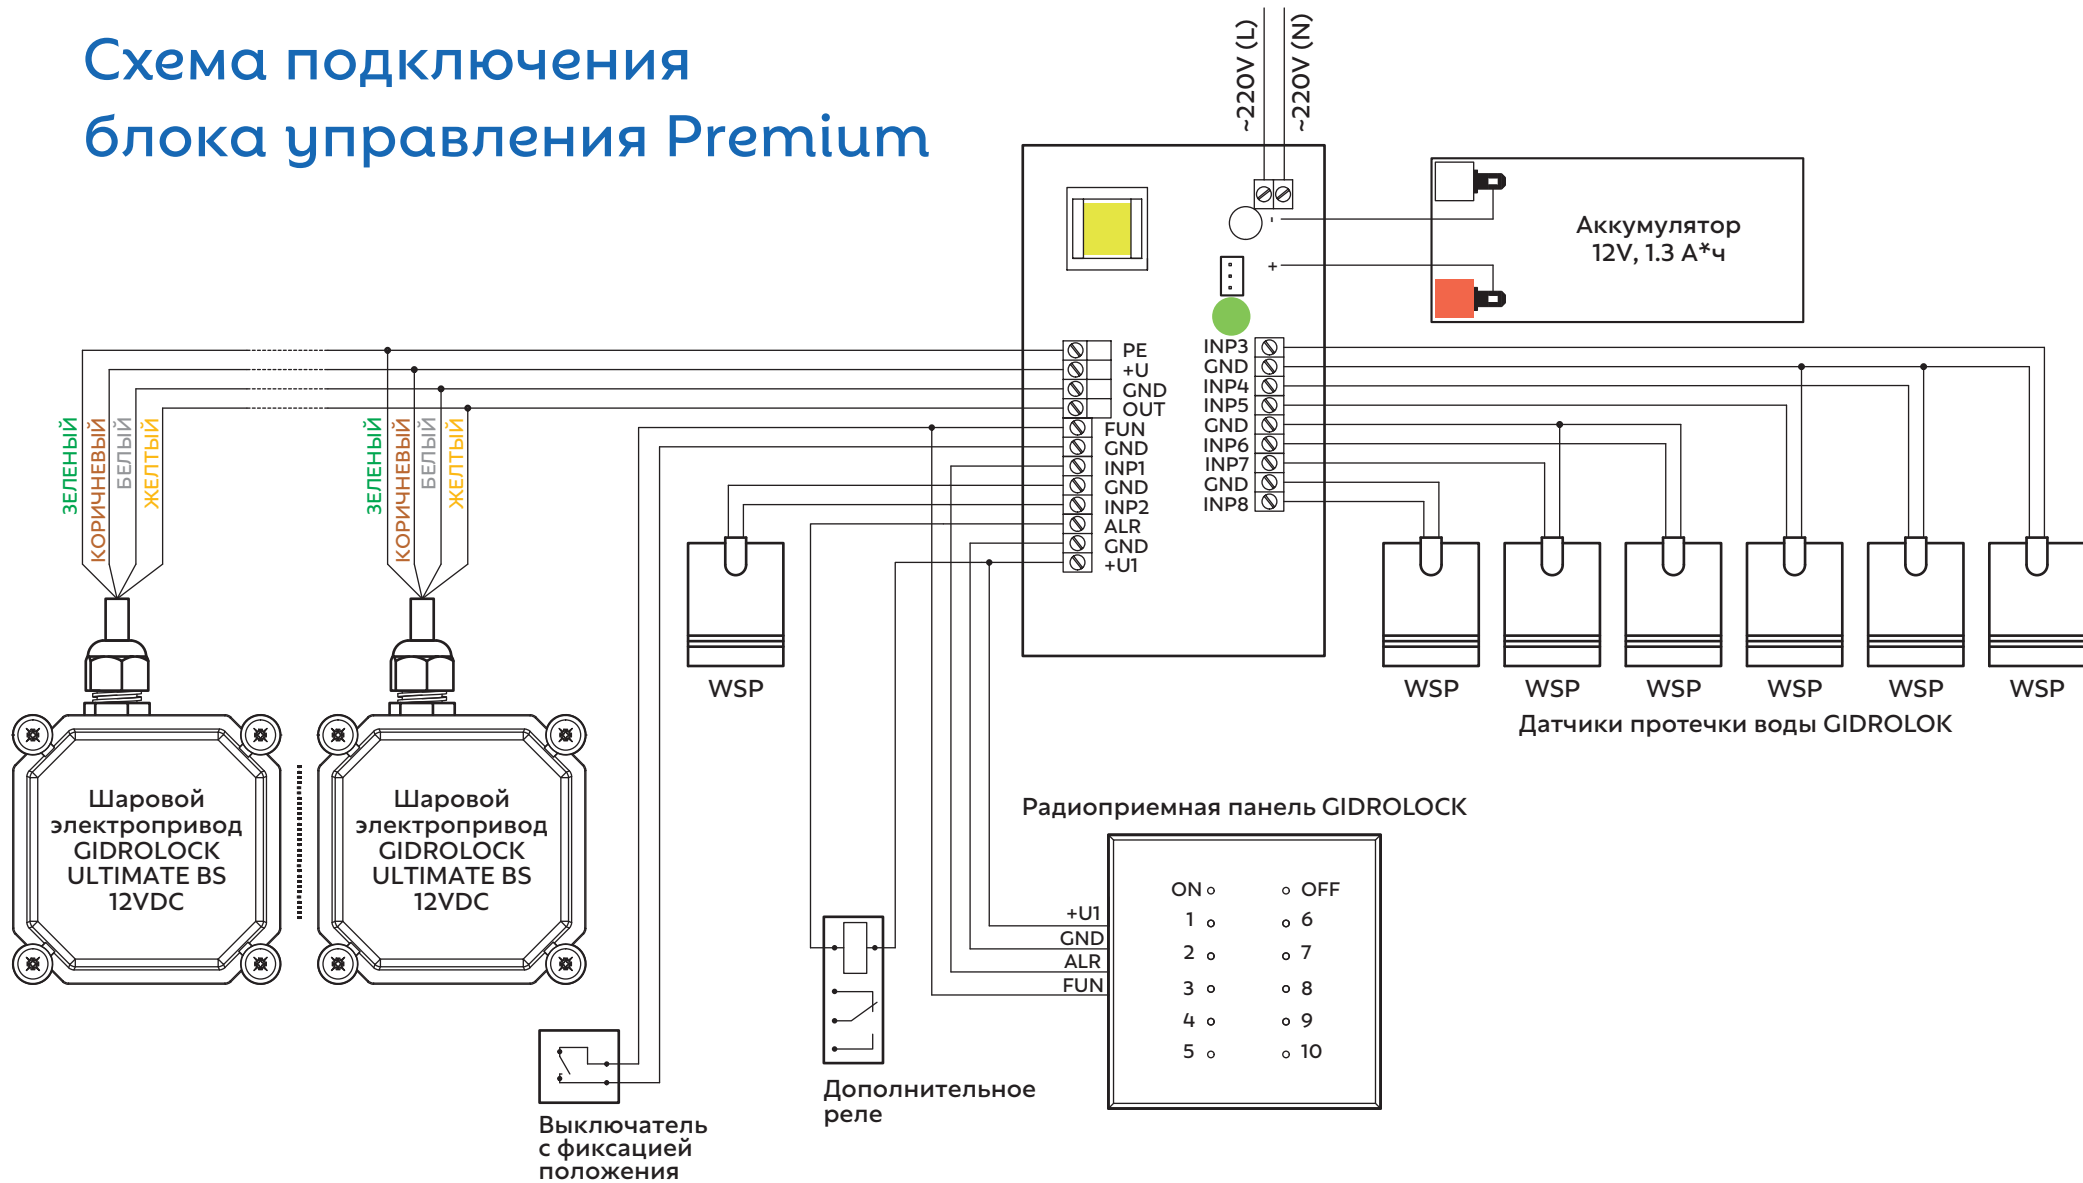 Схема подключения
блока управления Premium
~220V (L)
~220V (N)
-
+
Аккумулятор
12V, 1.3 А*ч
PE
+U
GND
OUT
FUN
GND
INP1
GND
INP2
ALR
GND
+U1
INP3
GND
INP4
INP5
GND
INP6
INP7
GND
INP8
ЗЕЛЕНЫЙ
КОРИЧНЕВЫЙ
БЕЛЫЙ
ЖЕЛТЫЙ
ЗЕЛЕНЫЙ
КОРИЧНЕВЫЙ
БЕЛЫЙ
ЖЕЛТЫЙ
WSP
WSP
WSP
WSP
WSP
WSP
WSP
Датчики протечки воды GIDROLOK
Шаровой
электропривод
GIDROLOCK
ULTIMATE BS
12VDC
Шаровой
электропривод
GIDROLOCK
ULTIMATE BS
12VDC
Радиоприемная панель GIDROLOCK
+U1
GND
ALR
FUN
ON
OFF
1
6
2
7
3
8
4
9
5
10
Дополнительное
реле
Выключатель
с фиксацией
положения